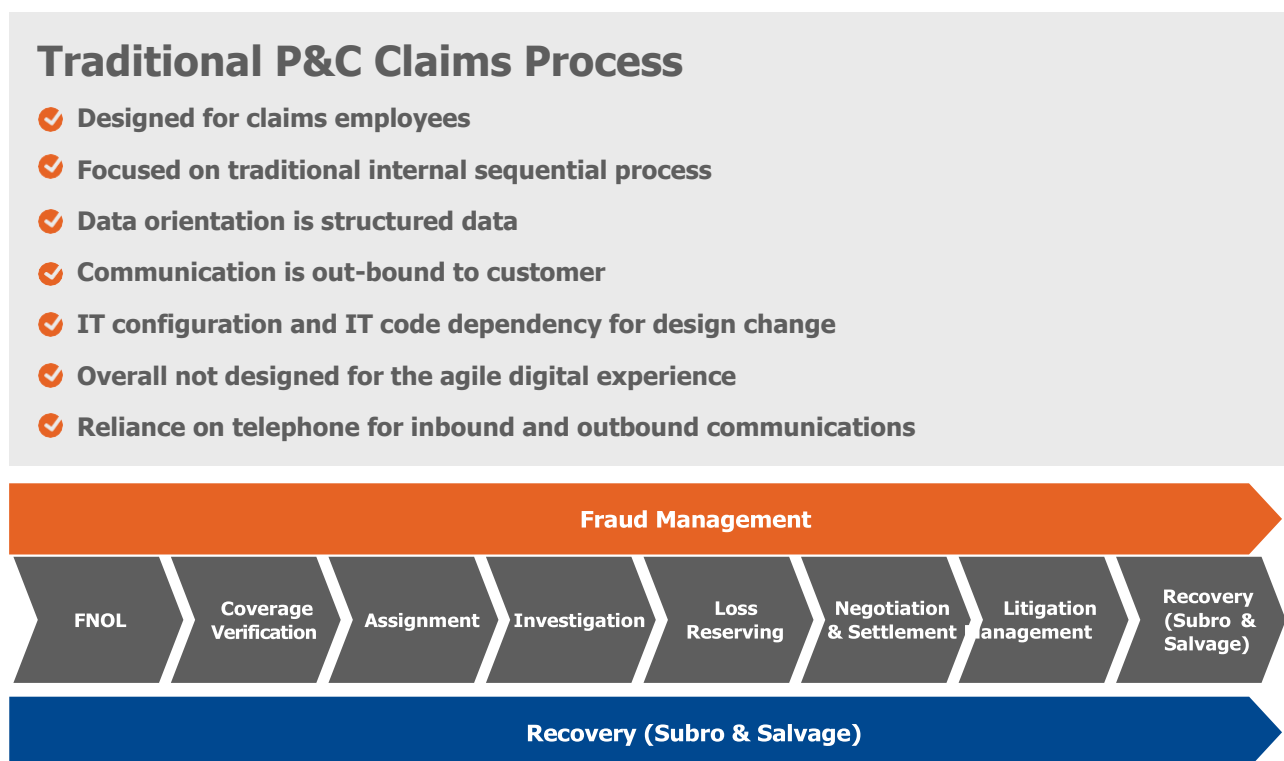 Traditional P&C Claims Process
Designed for claims employees
Focused on traditional internal sequential process
Data orientation is structured data
Communication is out-bound to customer
IT configuration and IT code dependency for design change
Overall not designed for the agile digital experience
Reliance on telephone for inbound and outbound communications
Fraud Management
FNOL
Coverage
Verification
Assignment
Investigation
Loss
Reserving
Negotiation
& Settlement
Litigation
Management
Recovery
(Subro &
Salvage)
Recovery (Subro & Salvage)